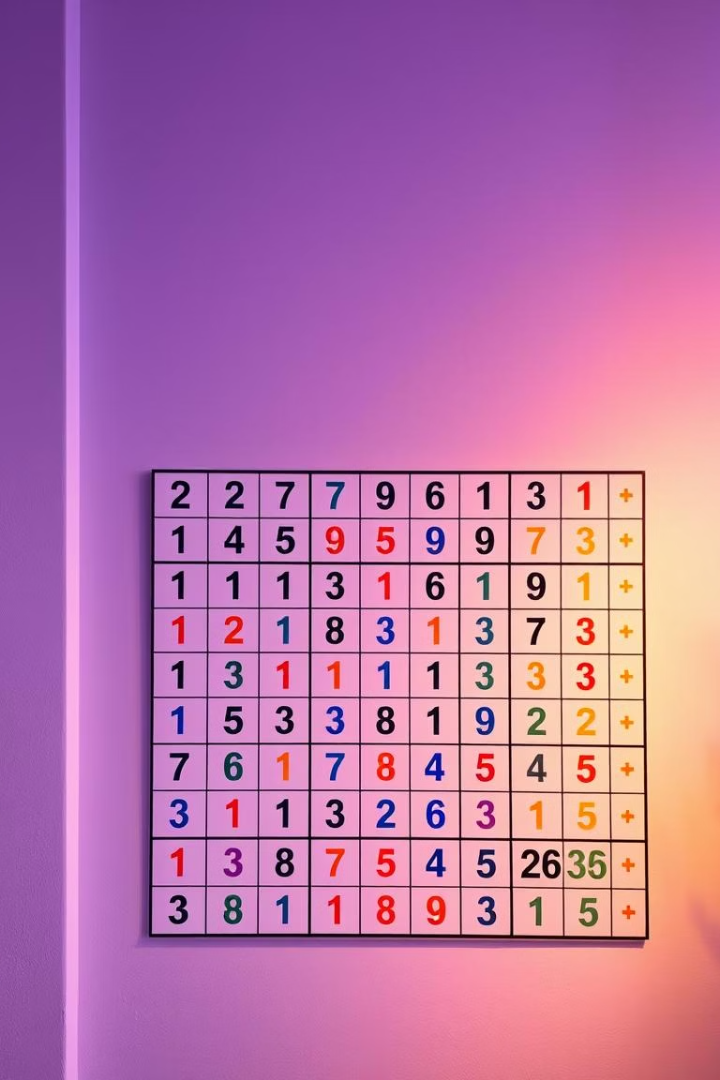 2 2 7 7 9 6 1 3 1 +
1 4 5 9 5 9 9 7 3 +
1 1 1 3 1 6 1 9 1 +
1 2 1 8 3 1 3 7 3 +
1 3 1 1 1 1 3 3 3 +
1 5 3 3 8 1 9 2 2 +
7 6 1 7 8 4 5 4 5 +
3 1 1 3 2 6 3 1 5 +
1 3 8 7 5 4 5 26 35 +
3 8 1 1 8 9 3 1 5 +